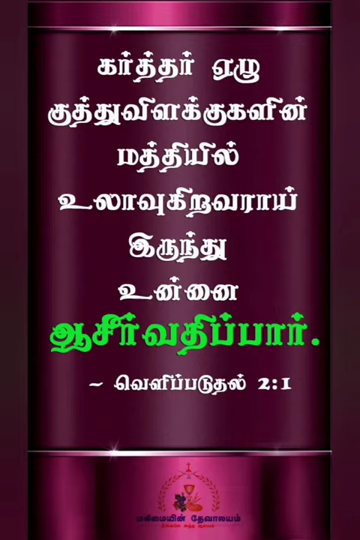 கர்த்தர் ஏழு
குத்துவிளக்குகளின்
மத்தியில்
உலாவுகிறவராய்
இருந்து
உன்னை
ஆசீர்வதிப்பார்.
~ வெளிப்படுதல் 2:1
மகிமையின் தேவாலயம்